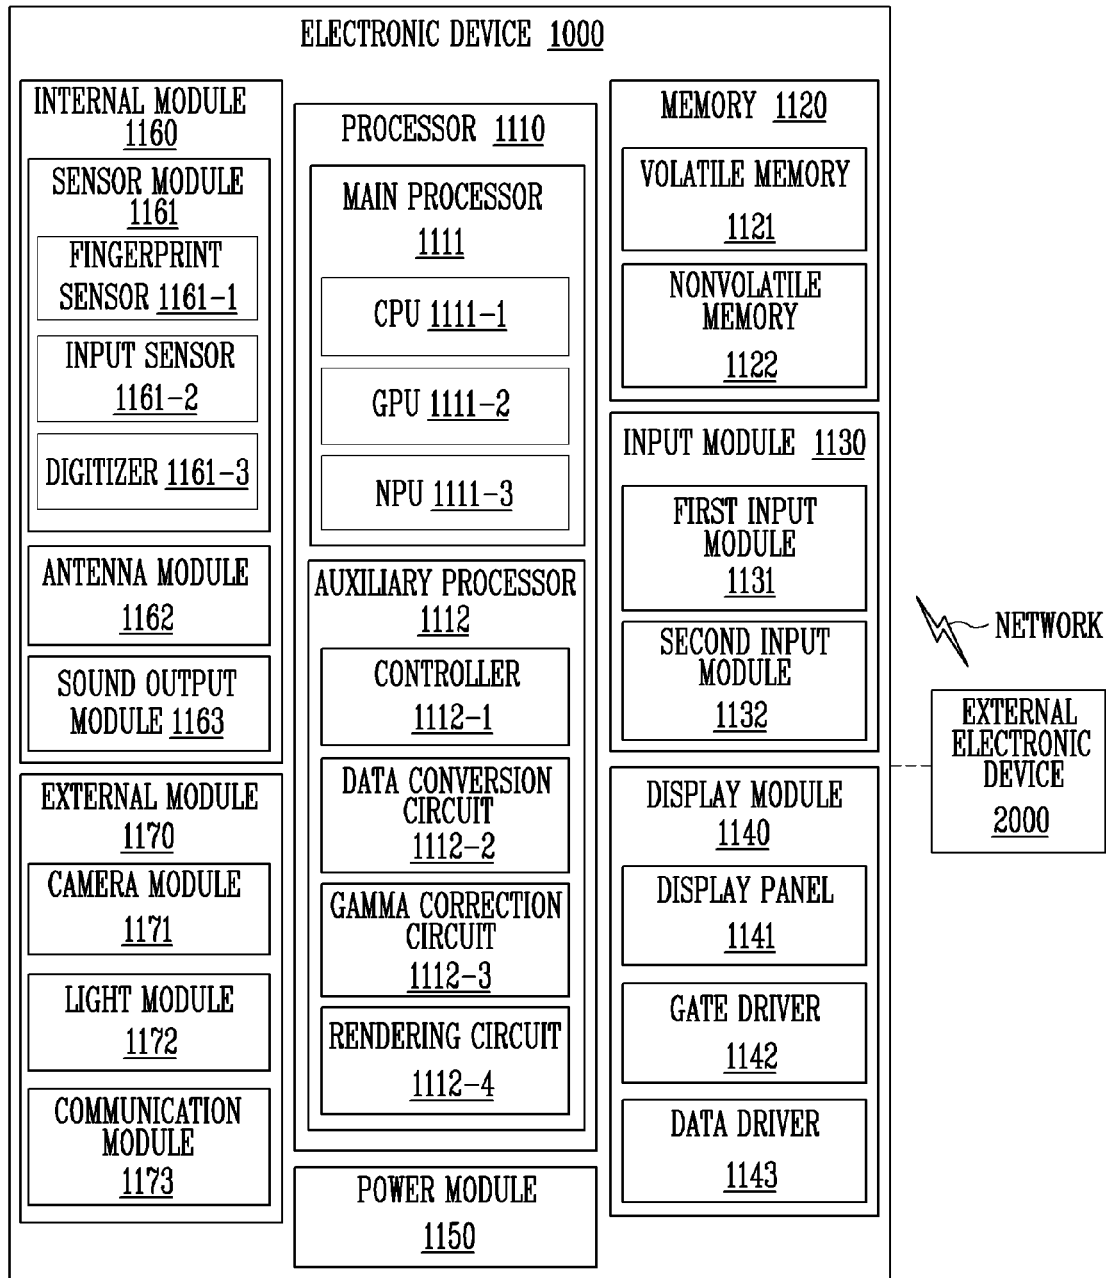 ELECTRONIC DEVICE 1000
INTERNAL MODULE
1160
SENSOR MODULE
1161
FINGERPRINT
SENSOR 1161-1
INPUT SENSOR
1161-2
DIGITIZER 1161-3
ANTENNA MODULE
1162
SOUND OUTPUT
MODULE 1163
EXTERNAL MODULE
1170
CAMERA MODULE
1171
LIGHT MODULE
1172
COMMUNICATION
MODULE
1173
PROCESSOR 1110
MAIN PROCESSOR
1111
CPU 1111-1
GPU 1111-2
NPU 1111-3
AUXILIARY PROCESSOR
1112
CONTROLLER
1112-1
DATA CONVERSION
CIRCUIT
1112-2
GAMMA CORRECTION
CIRCUIT
1112-3
RENDERING CIRCUIT
1112-4
POWER MODULE
1150
MEMORY 1120
VOLATILE MEMORY
1121
NONVOLATILE
MEMORY
1122
INPUT MODULE 1130
FIRST INPUT
MODULE
1131
SECOND INPUT
MODULE
1132
DISPLAY MODULE
1140
DISPLAY PANEL
1141
GATE DRIVER
1142
DATA DRIVER
1143
NETWORK
EXTERNAL
ELECTRONIC
DEVICE
2000